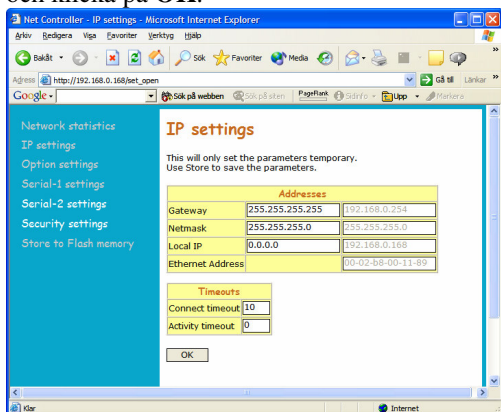 och klicka på OK.
Net Controller - IP settings - Microsoft Internet Explorer
Arkiv Redigera Visa Favoriter Verktyg Hjälp
Bakåt Sök Favoriter Media
Adress http://192.168.0.168/set_open Gå till Länkar »
Google Sök på webben Sök på siten PageRank Sidinfo Upp Markera
Network statistics
IP settings
Option settings
Serial-1 settings
Serial-2 settings
Security settings
Store to Flash memory
IP settings
This will only set the parameters temporary.
Use Store to save the parameters.
Addresses
Gateway 255.255.255.255 192.168.0.254
Netmask 255.255.255.0 255.255.255.0
Local IP 0.0.0.0 192.168.0.168
Ethernet Address 00-02-b8-00-11-89
Timeouts
Connect timeout 10
Activity timeout 0
OK
Klar Internet